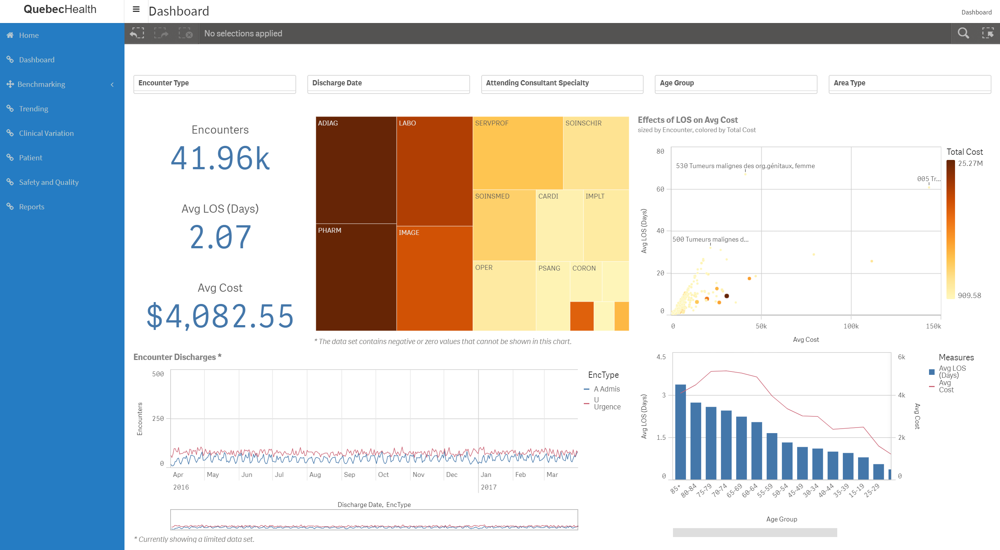 QuebecHealth
Dashboard
Dashboard
Home
Dashboard
Benchmarking
Trending
Clinical Variation
Patient
Safety and Quality
Reports
No selections applied
Encounter Type
Discharge Date
Attending Consultant Specialty
Age Group
Area Type
Encounters
41.96k
Avg LOS (Days)
2.07
Avg Cost
$4,082.55
ADIAG
LABO
SERVPROF
SOINSCHIR
SOINSMED
CARDI
IMPLT
PHARM
IMAGE
OPER
PSANG
CORON
* The data set contains negative or zero values that cannot be shown in this chart.
Effects of LOS on Avg Cost
sized by Encounter, colored by Total Cost
Avg LOS (Days)
80
60
40
20
0
530 Tumeurs malignes des org.génitaux, femme
005 Tr...
500 Tumeurs malignes d...
0
50k
100k
150k
Avg Cost
Total Cost
25.27M
909.58
Encounter Discharges *
Encounters
500
250
0
Apr
May
Jun
Jul
Aug
Sep
Oct
Nov
Dec
Jan
Feb
Mar
2016
2017
Discharge Date, EncType
EncType
A Admis
U
Urgence
* Currently showing a limited data set.
Avg LOS (Days)
4.5
3
1.5
0
6k
4k
2k
0
Avg Cost
85+
80-84
75-79
70-74
65-69
60-64
55-59
50-54
45-49
30-34
40-44
35-39
15-19
25-29
Age Group
Measures
Avg LOS
(Days)
Avg
Cost